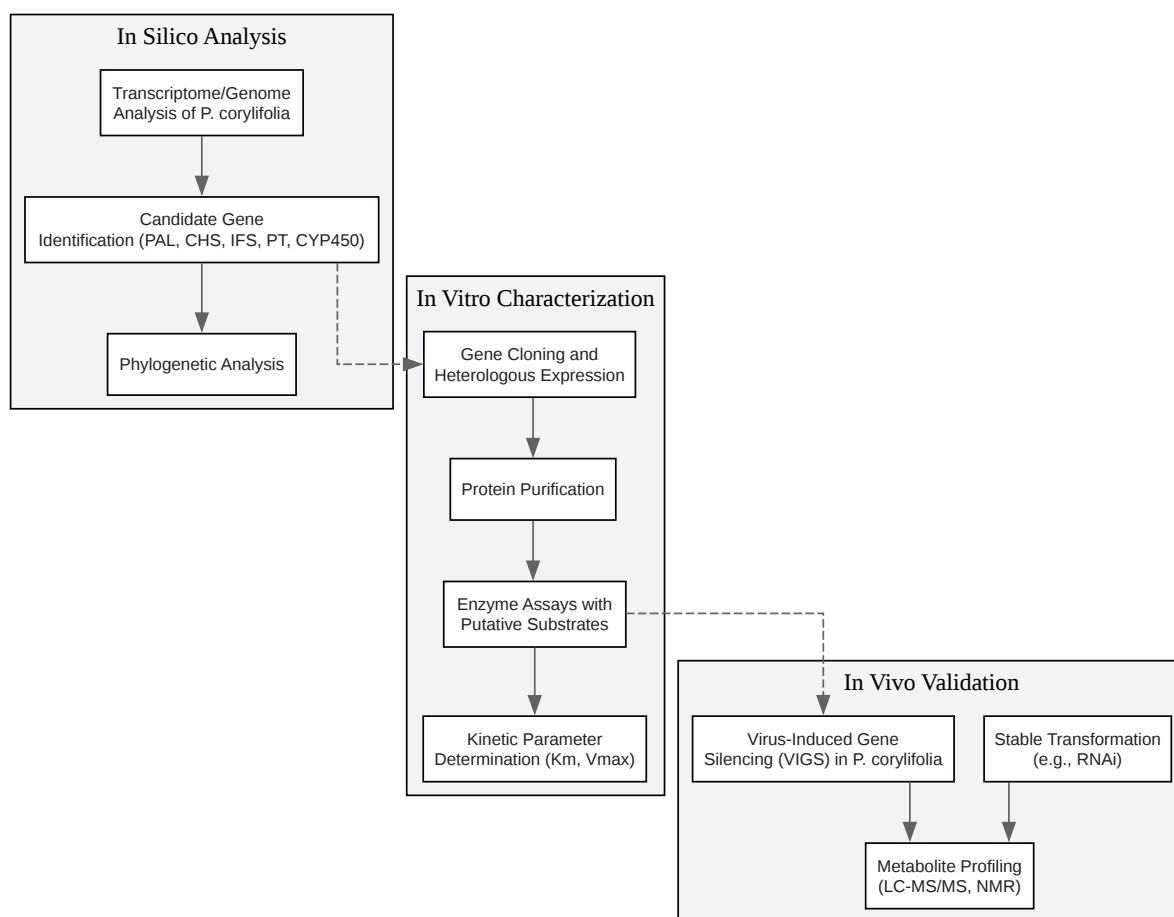 In Silico Analysis
Transcriptome/Genome
Analysis of P. corylifolia
Candidate Gene
Identification (PAL, CHS, IFS, PT, CYP450)
Phylogenetic Analysis
In Vitro Characterization
Gene Cloning and
Heterologous Expression
Protein Purification
Enzyme Assays with
Putative Substrates
Kinetic Parameter
Determination (Km, Vmax)
In Vivo Validation
Virus-Induced Gene
Silencing (VIGS) in P. corylifolia
Stable Transformation
(e.g., RNAi)
Metabolite Profiling
(LC-MS/MS, NMR)